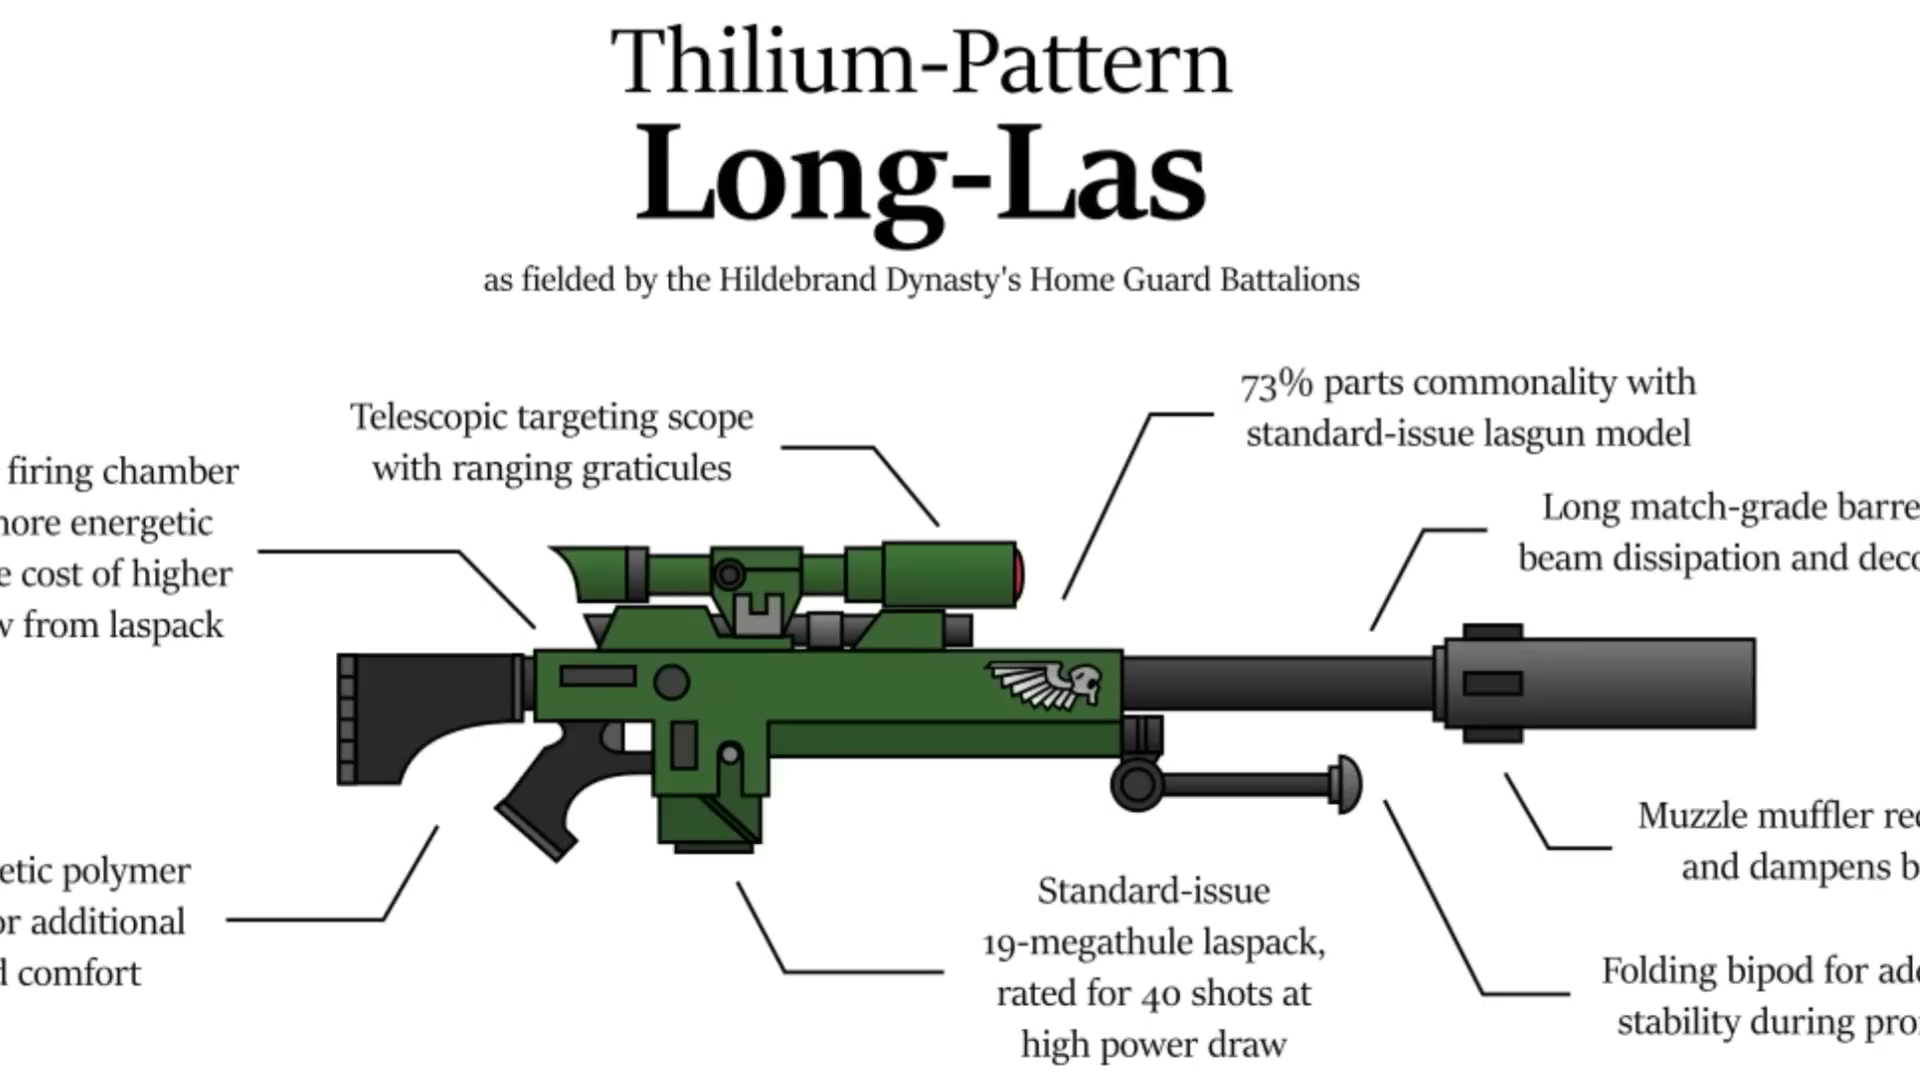 Thilium-Pattern
Long-Las
as fielded by the Hildebrand Dynasty's Home Guard Battalions
73% parts commonality with
standard-issue lasgun model
Telescopic targeting scope
with ranging graticules
firing chamber
energetic
cost of higher
from laspack
Long match-grade
beam dissipation and
polymer
additional
comfort
Muzzle muffler
and dampens
Standard-issue
19-megathule laspack,
rated for 40 shots at
high power draw
Folding bipod for
stability during